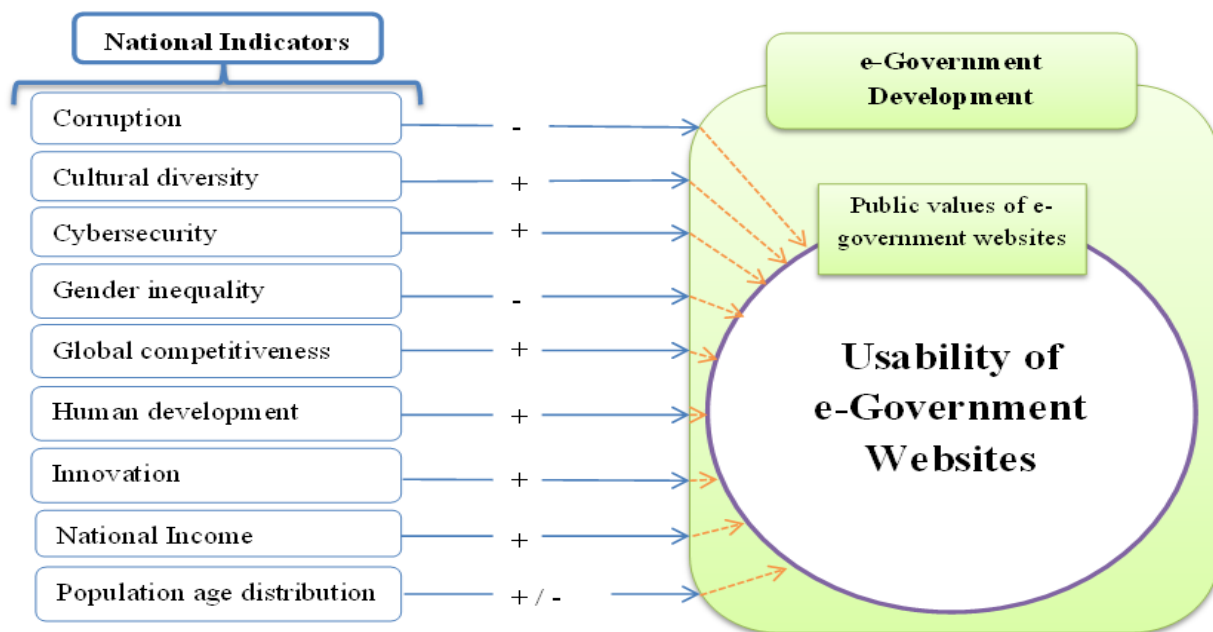 National Indicators
Corruption
-
Cultural diversity
+
Cybersecurity
+
Gender inequality
-
Global competitiveness
+
Human development
+
Innovation
+
National Income
+
Population age distribution
+ / -
e-Government
Development
Public values of e-
government websites
Usability of
e-Government
Websites